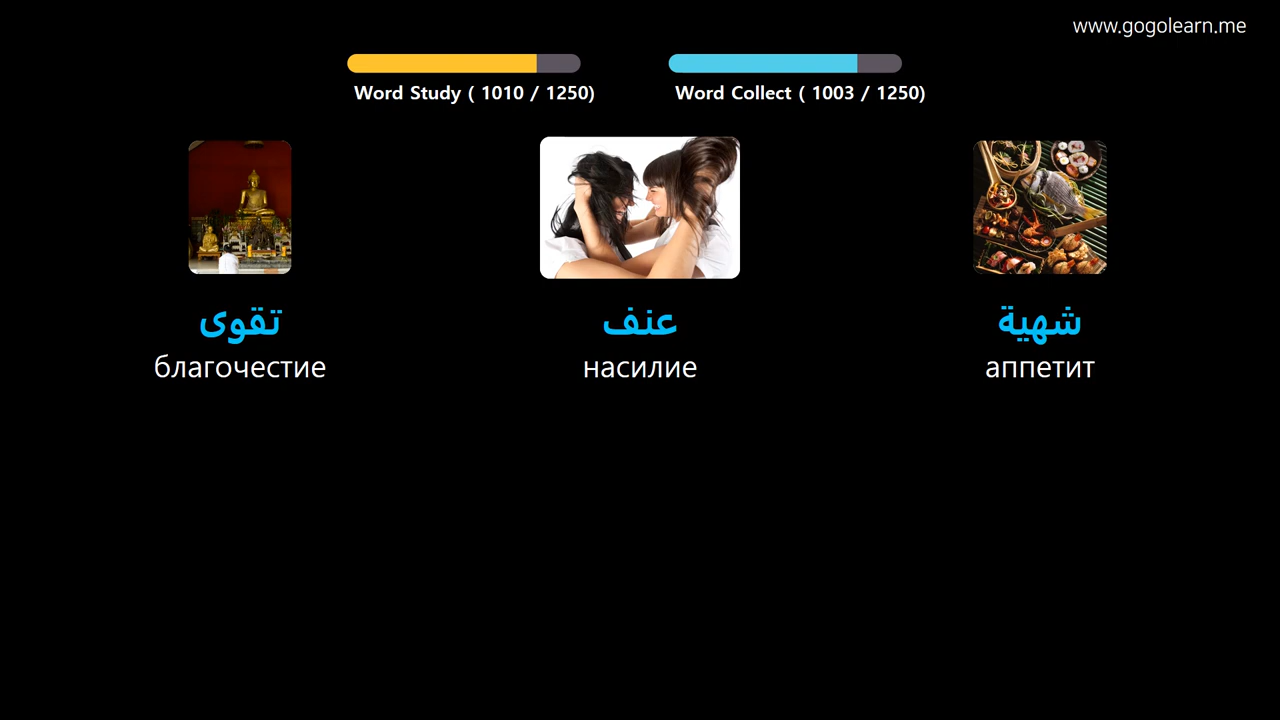 www.gogolearn.me
Word Study ( 1010 / 1250)
Word Collect ( 1003 / 1250)
تقوى
благочестие
عنف
насилие
شهية
аппетит